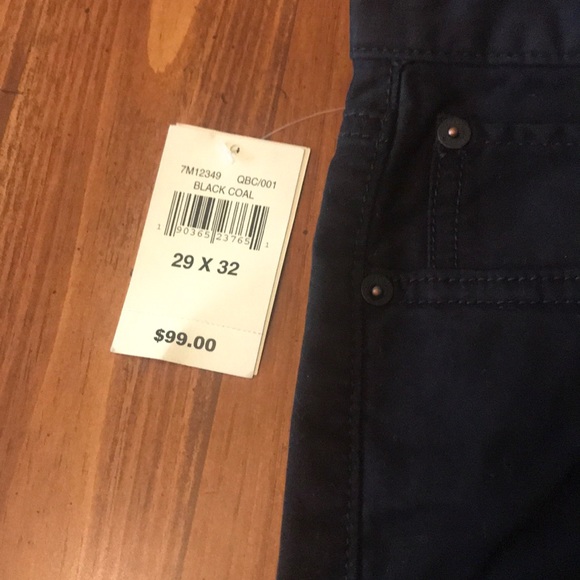 7M12349 QBC/001
BLACK COAL
1 90365 23765 1
29 X 32
$99.00